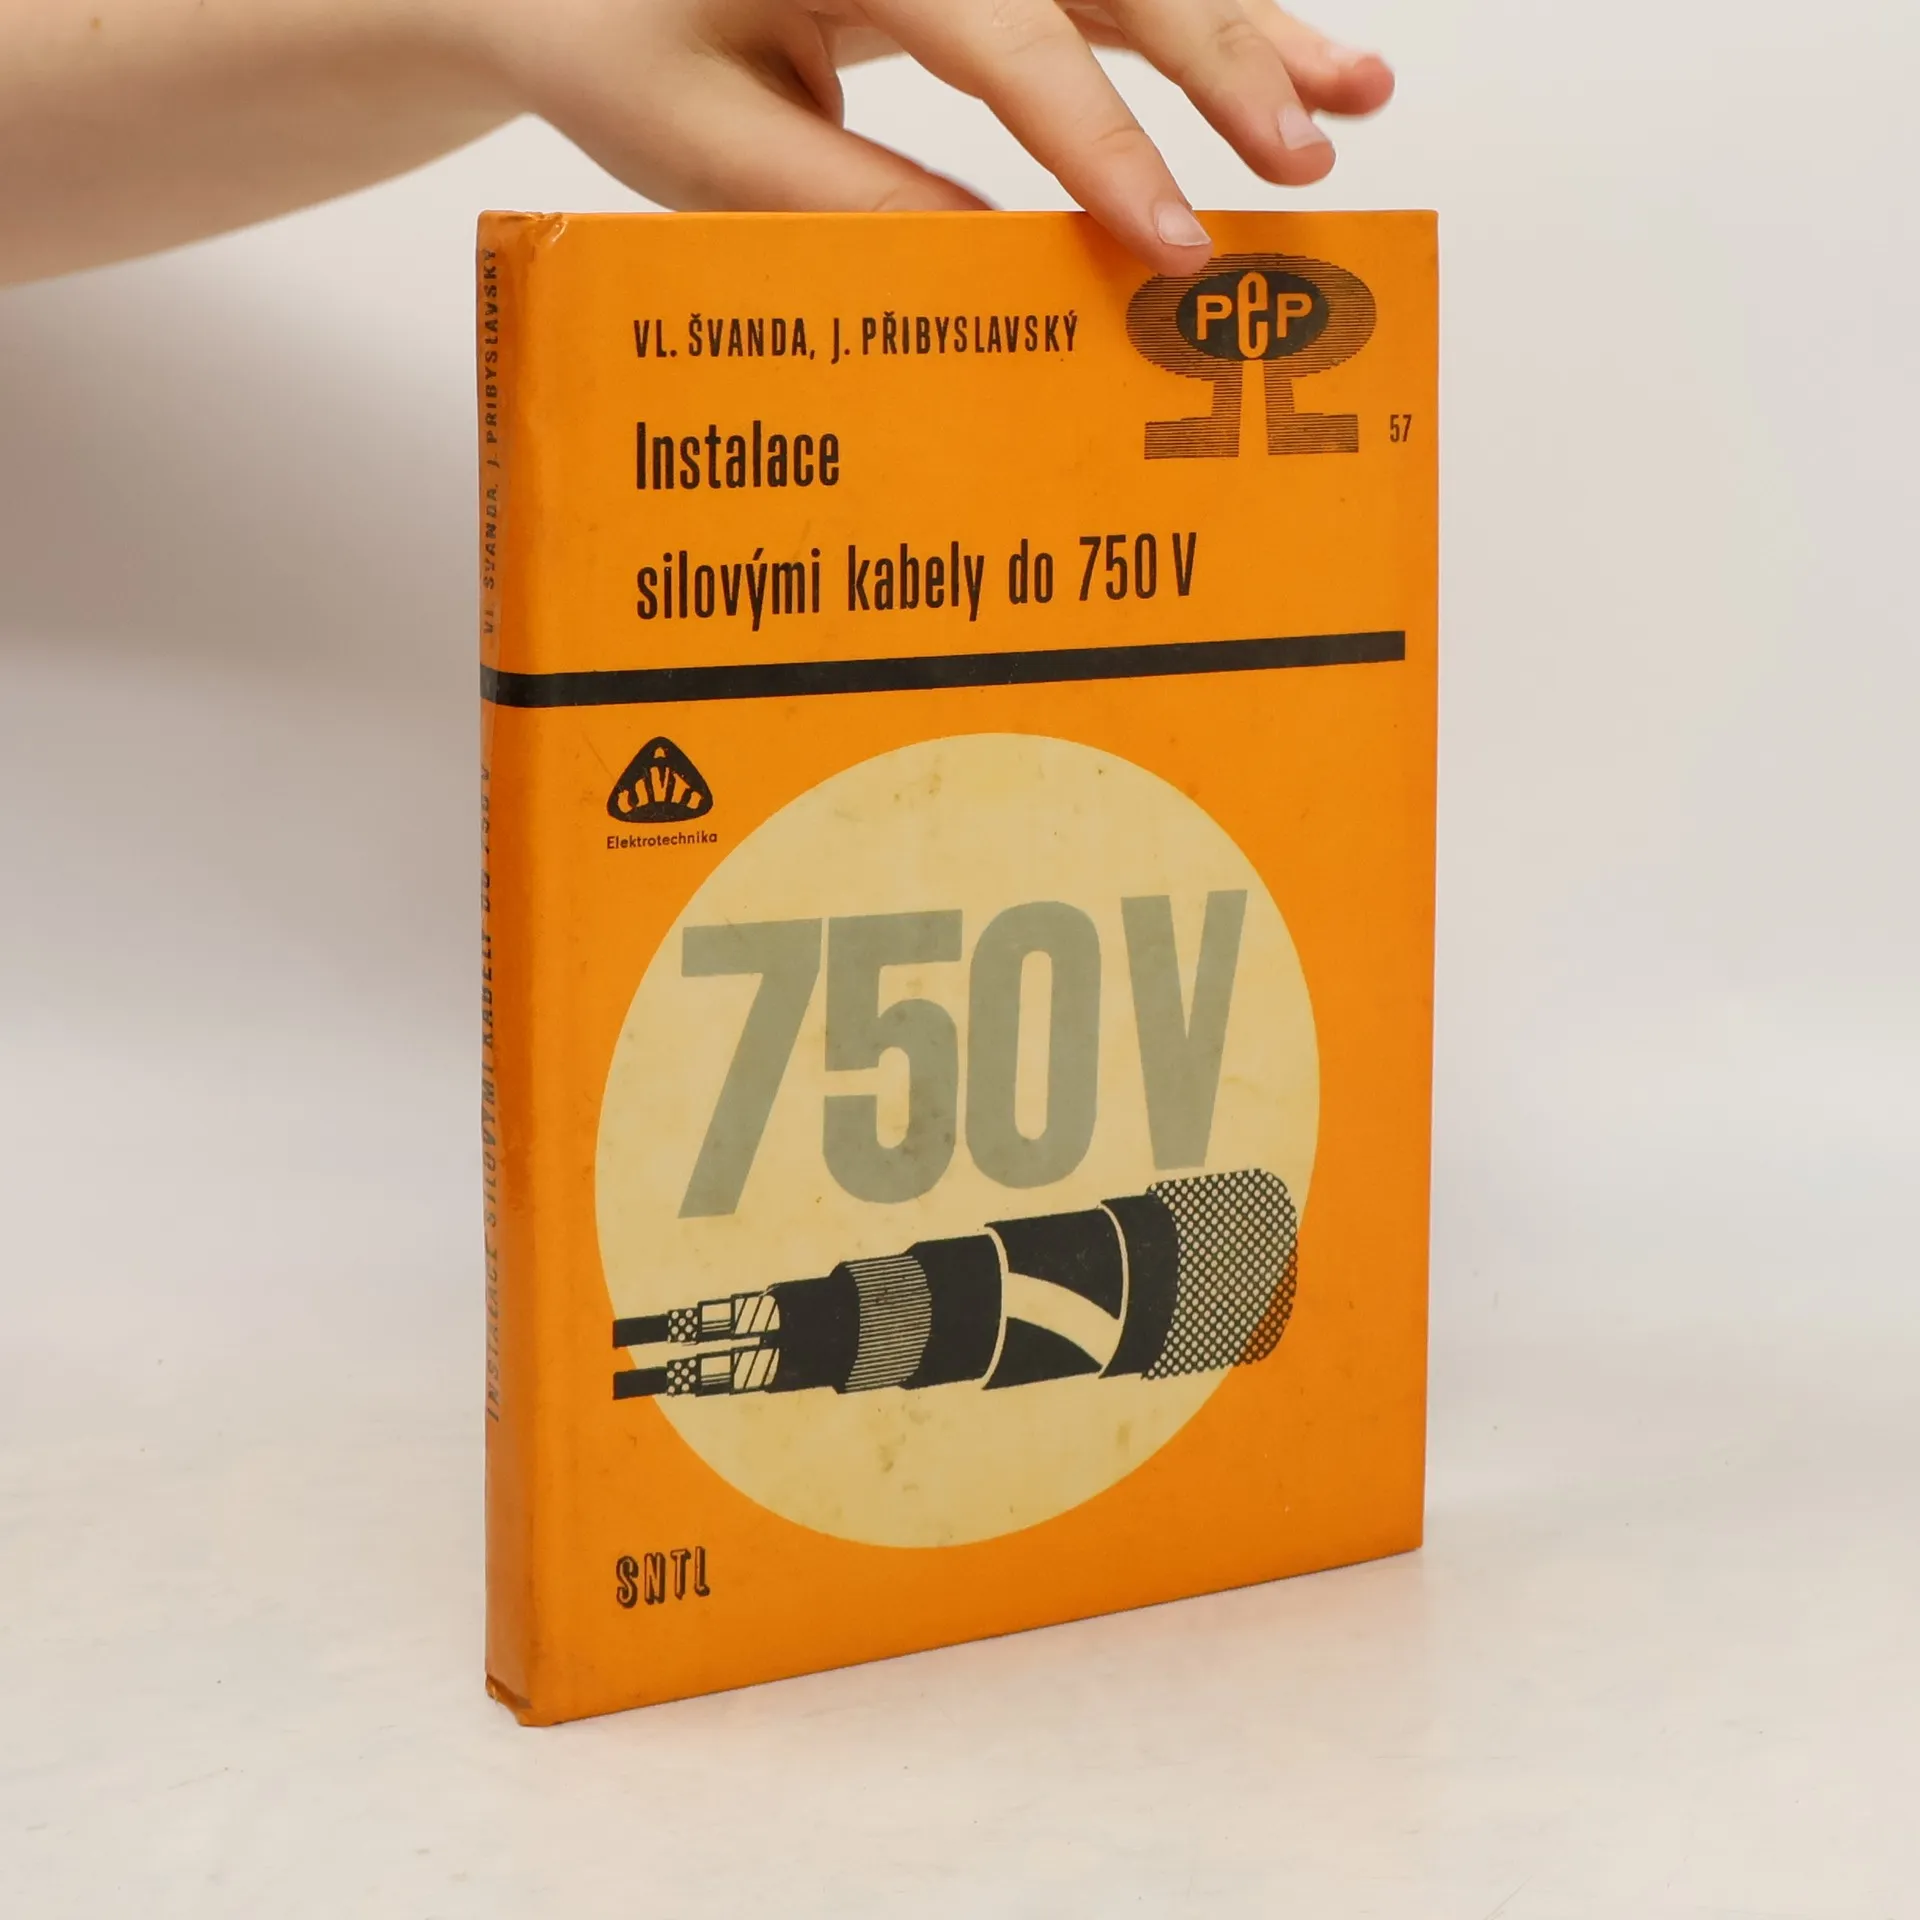 VL. ŠVANDA, J. PŘIBYSLAVSKÝ
PeP
57
Instalace
silovými kabely do 750 V
ČSVTS
Elektrotechnika
750V
SNTL
VL. ŠVANDA, J. PŘIBYSLAVSKÝ
INSTALACE SILOVÝMI KABELY DO 750 V